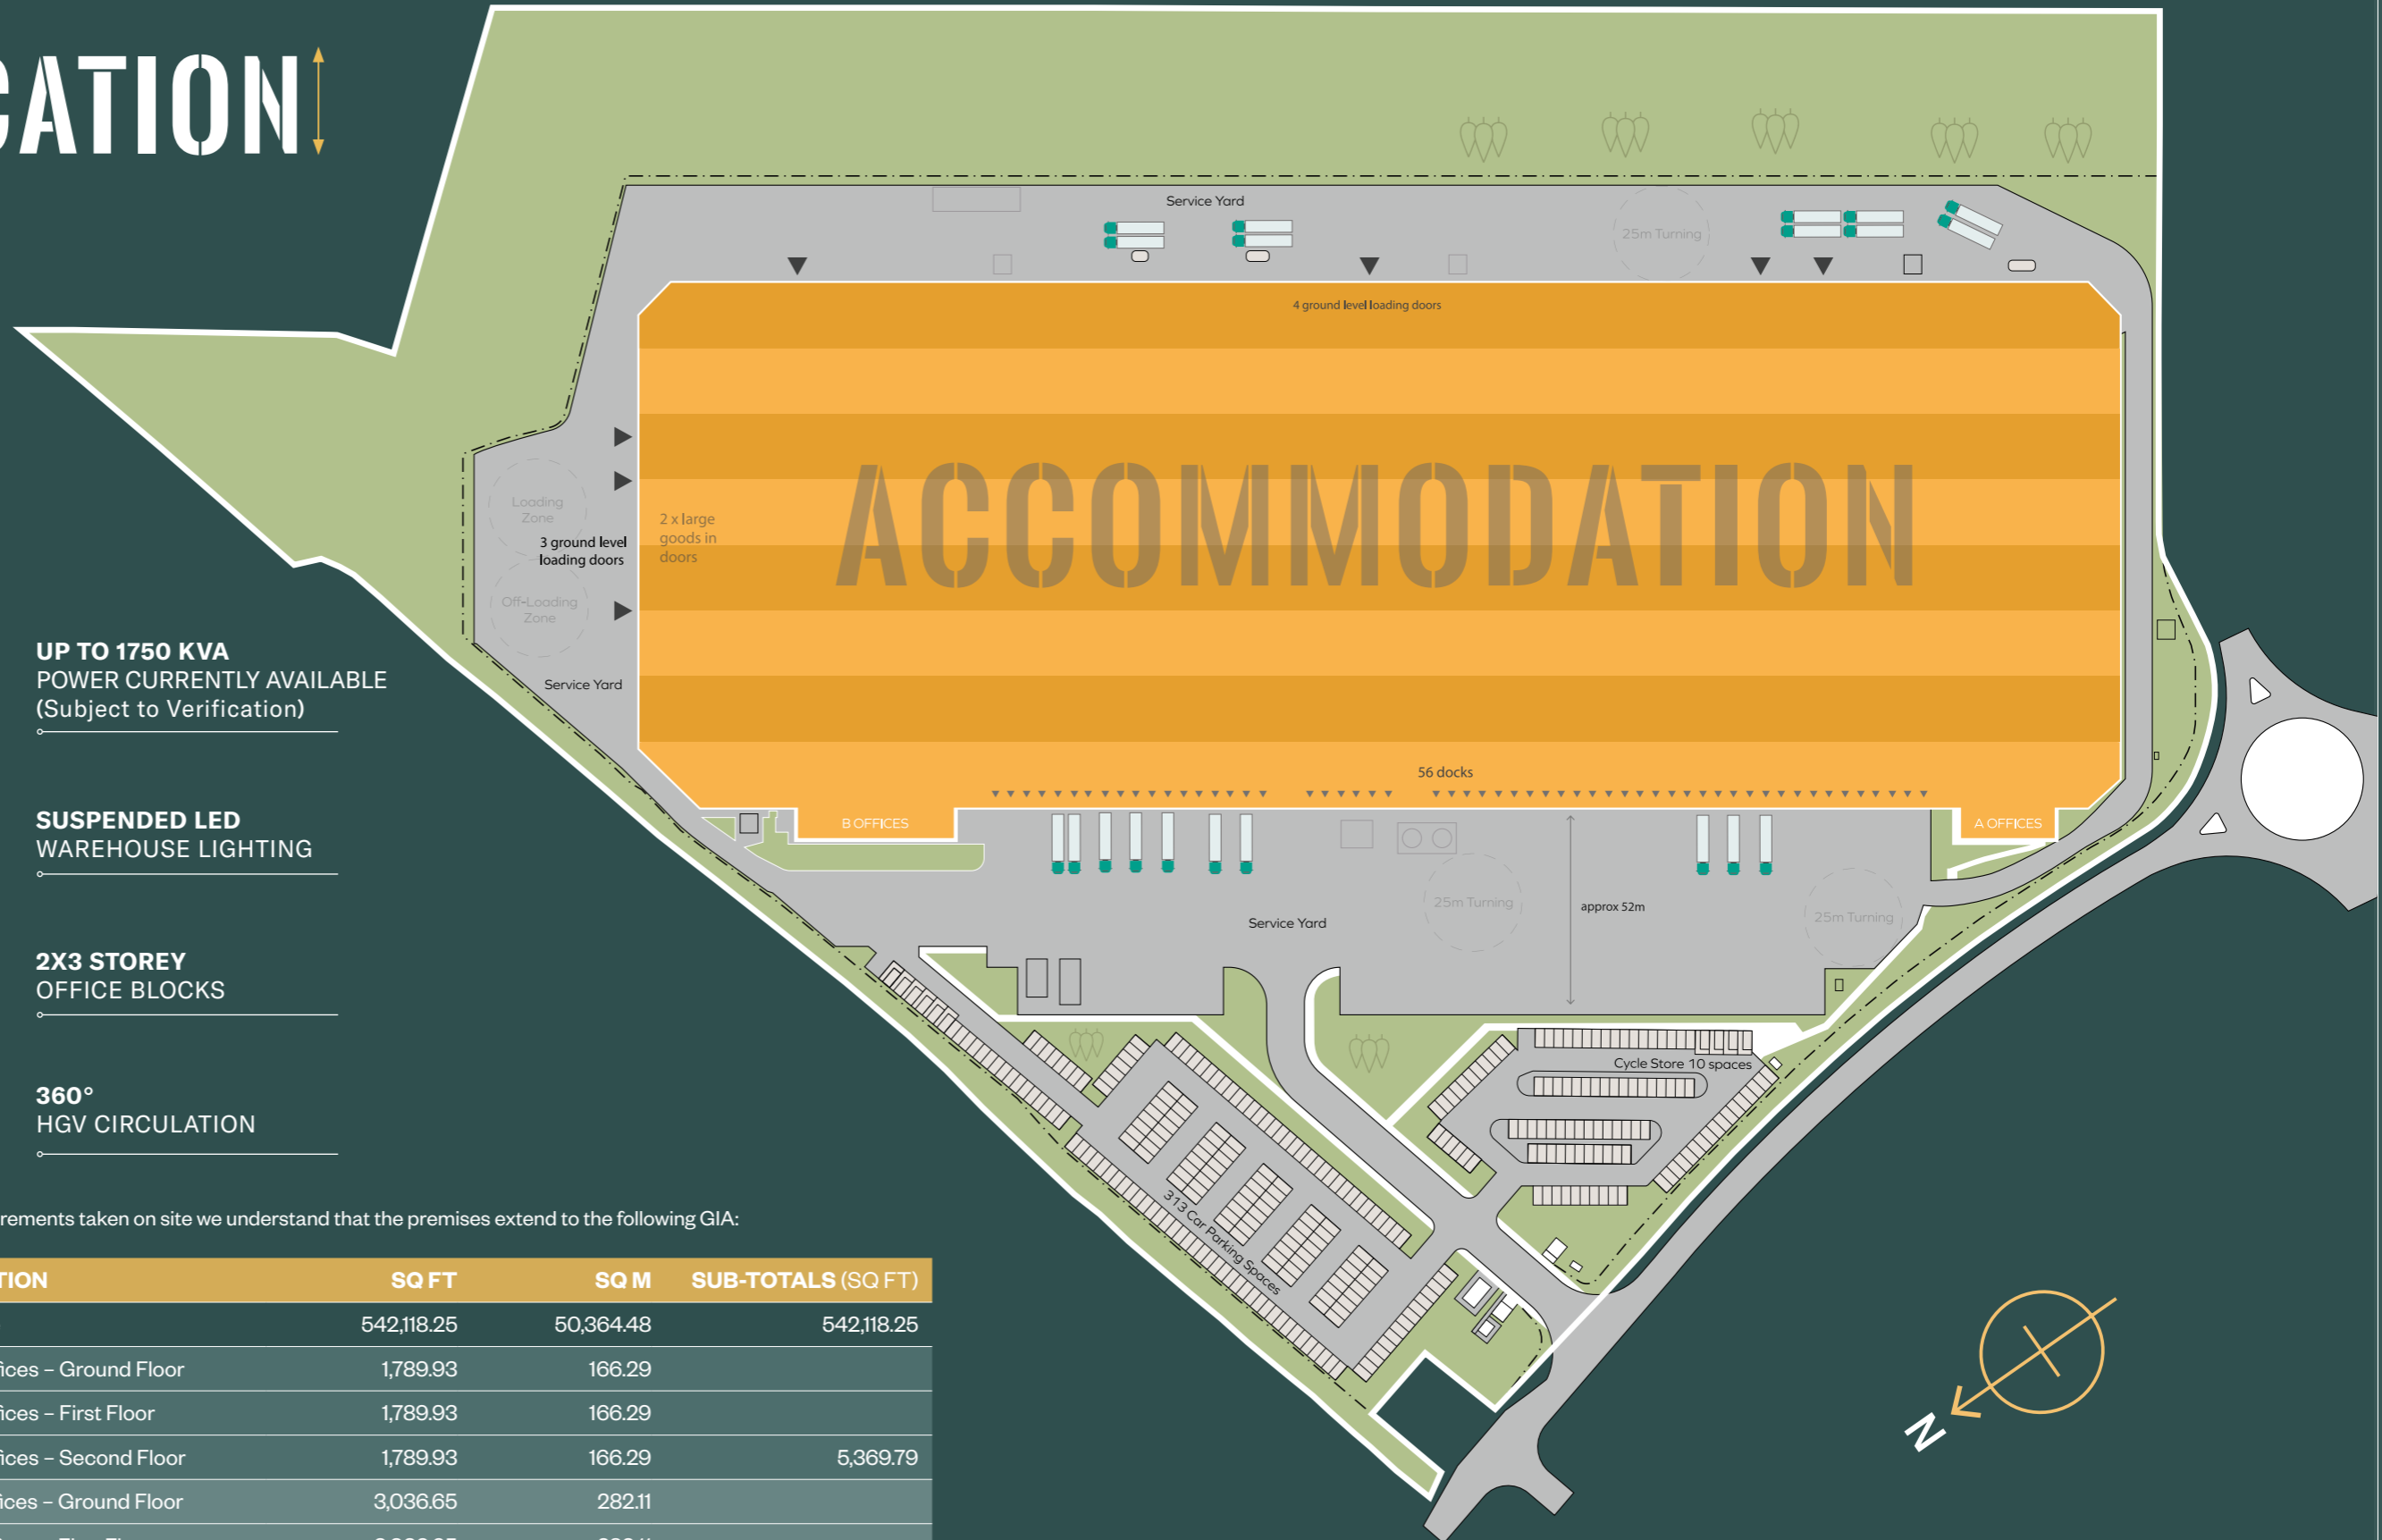 CATION
Service Yard
25m Turning
4 ground level loading doors
ACCOMMODATION
Loading
Zone
2 x large
goods in
doors
3 ground level
loading doors
Off-Loading
Zone
Service Yard
UP TO 1750 KVA
POWER CURRENTLY AVAILABLE
(Subject to Verification)
56 docks
SUSPENDED LED
WAREHOUSE LIGHTING
B OFFICES
A OFFICES
25m Turning
approx 52m
25m Turning
Service Yard
2X3 STOREY
OFFICE BLOCKS
Cycle Store 10 spaces
360°
HGV CIRCULATION
313 Car Parking Spaces
N
rements taken on site we understand that the premises extend to the following GIA:
TION SQ FT SQ M SUB-TOTALS (SQ FT)
542,118.25 50,364.48 542,118.25
ices – Ground Floor 1,789.93 166.29
ices – First Floor 1,789.93 166.29
ices – Second Floor 1,789.93 166.29 5,369.79
ices – Ground Floor 3,036.65 282.11